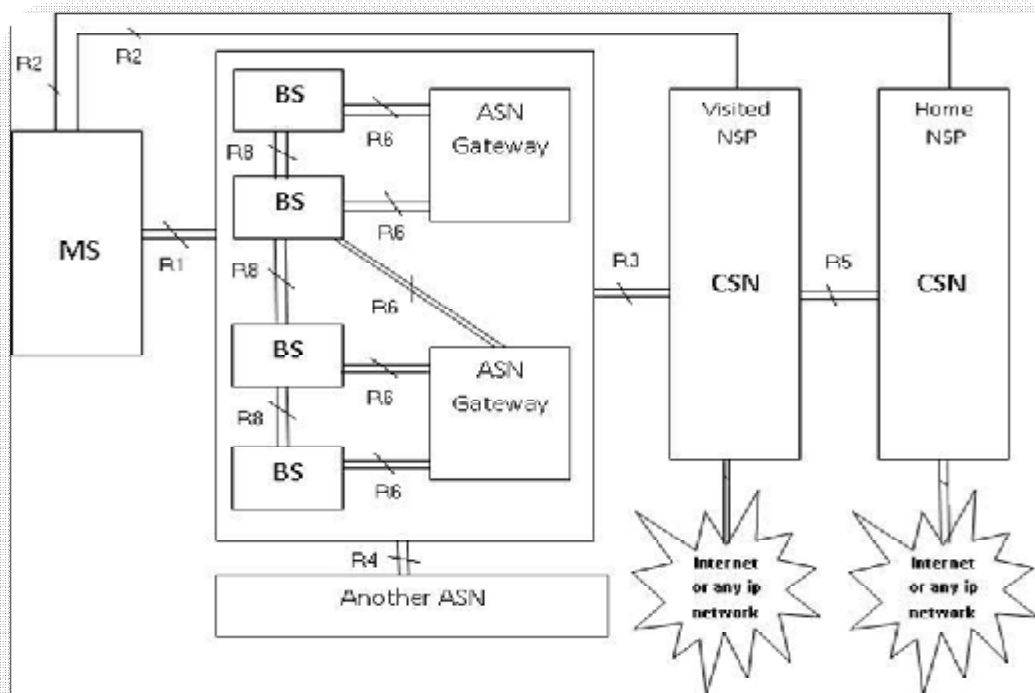 R2
R2
MS
R1
BS
R8
BS
R8
BS
R8
BS
R6
R6
R6
R6
R6
ASN
Gateway
ASN
Gateway
R3
Visited
NSP
CSN
R5
Home
NSP
CSN
R4
Another ASN
Internet
or any ip
network
Internet
or any ip
network